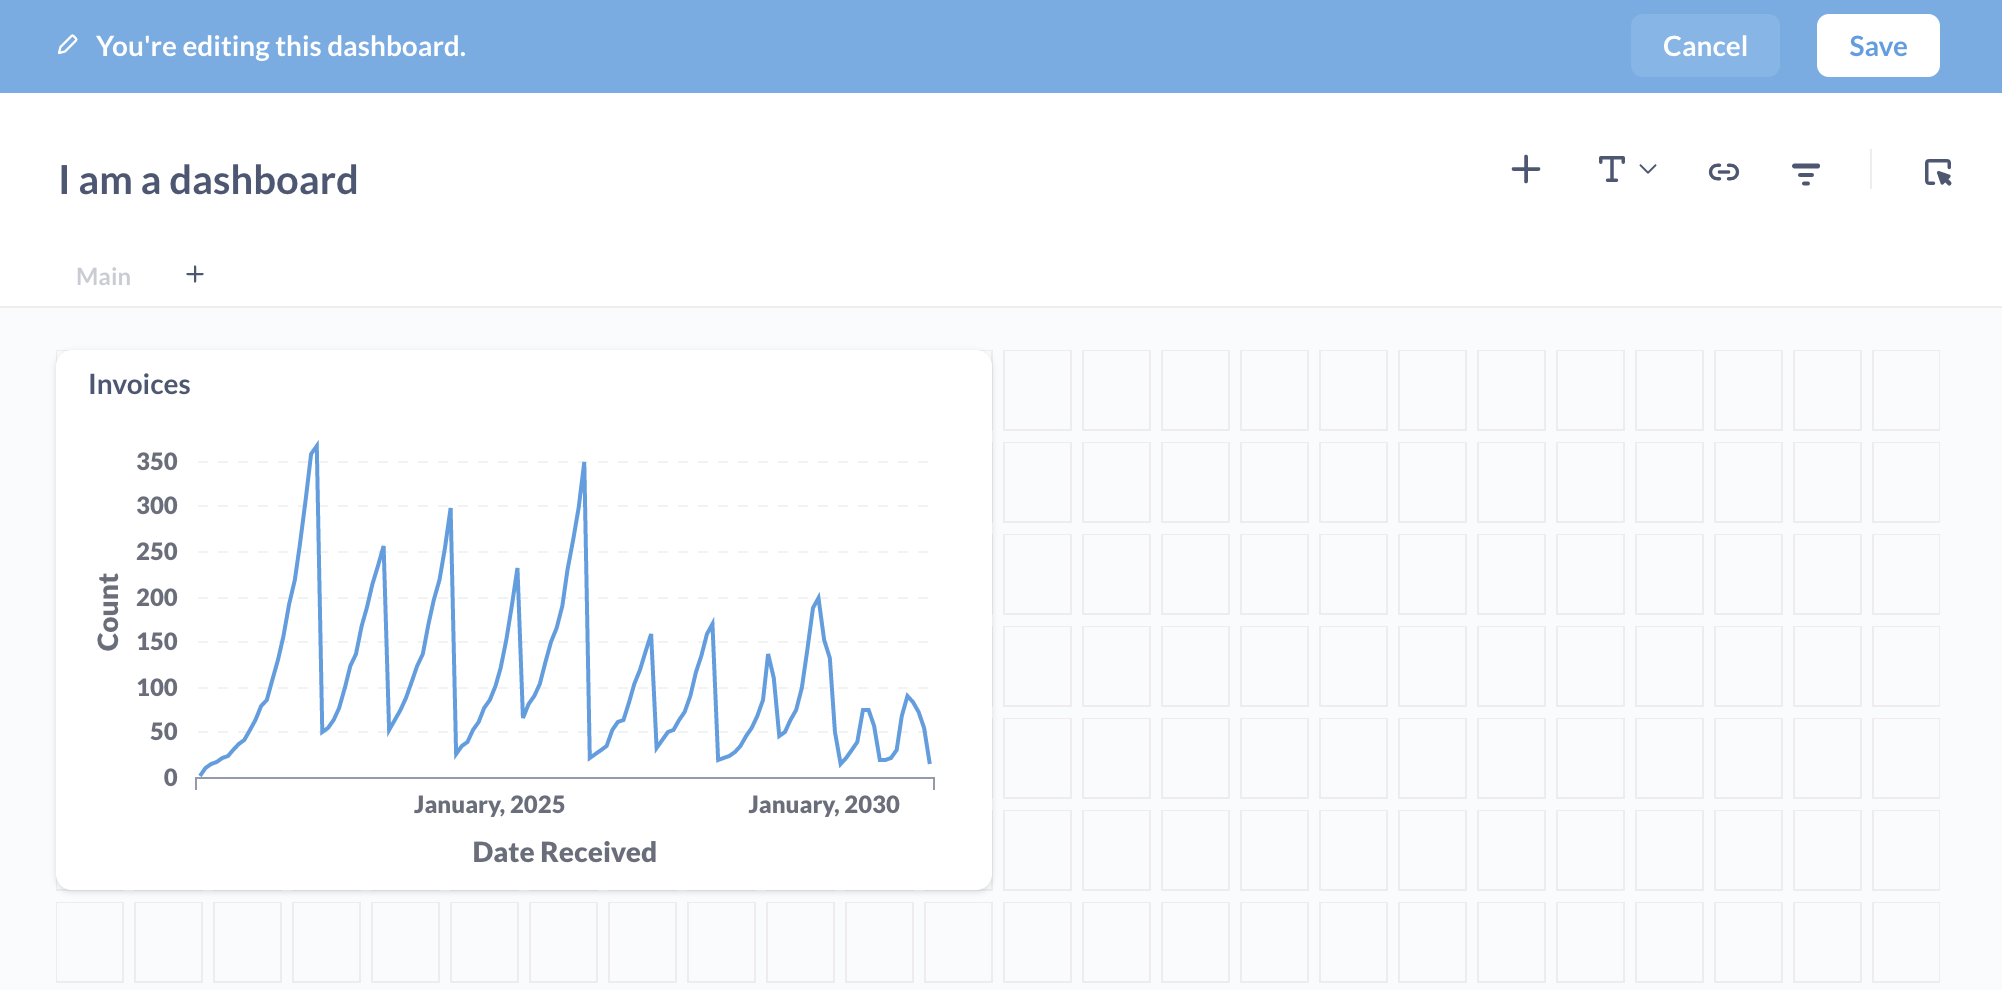 You're editing this dashboard.
Cancel
Save
I am a dashboard
T
Main
+
Invoices
350
300
250
200
150
100
50
0
Count
January, 2025
January, 2030
Date Received